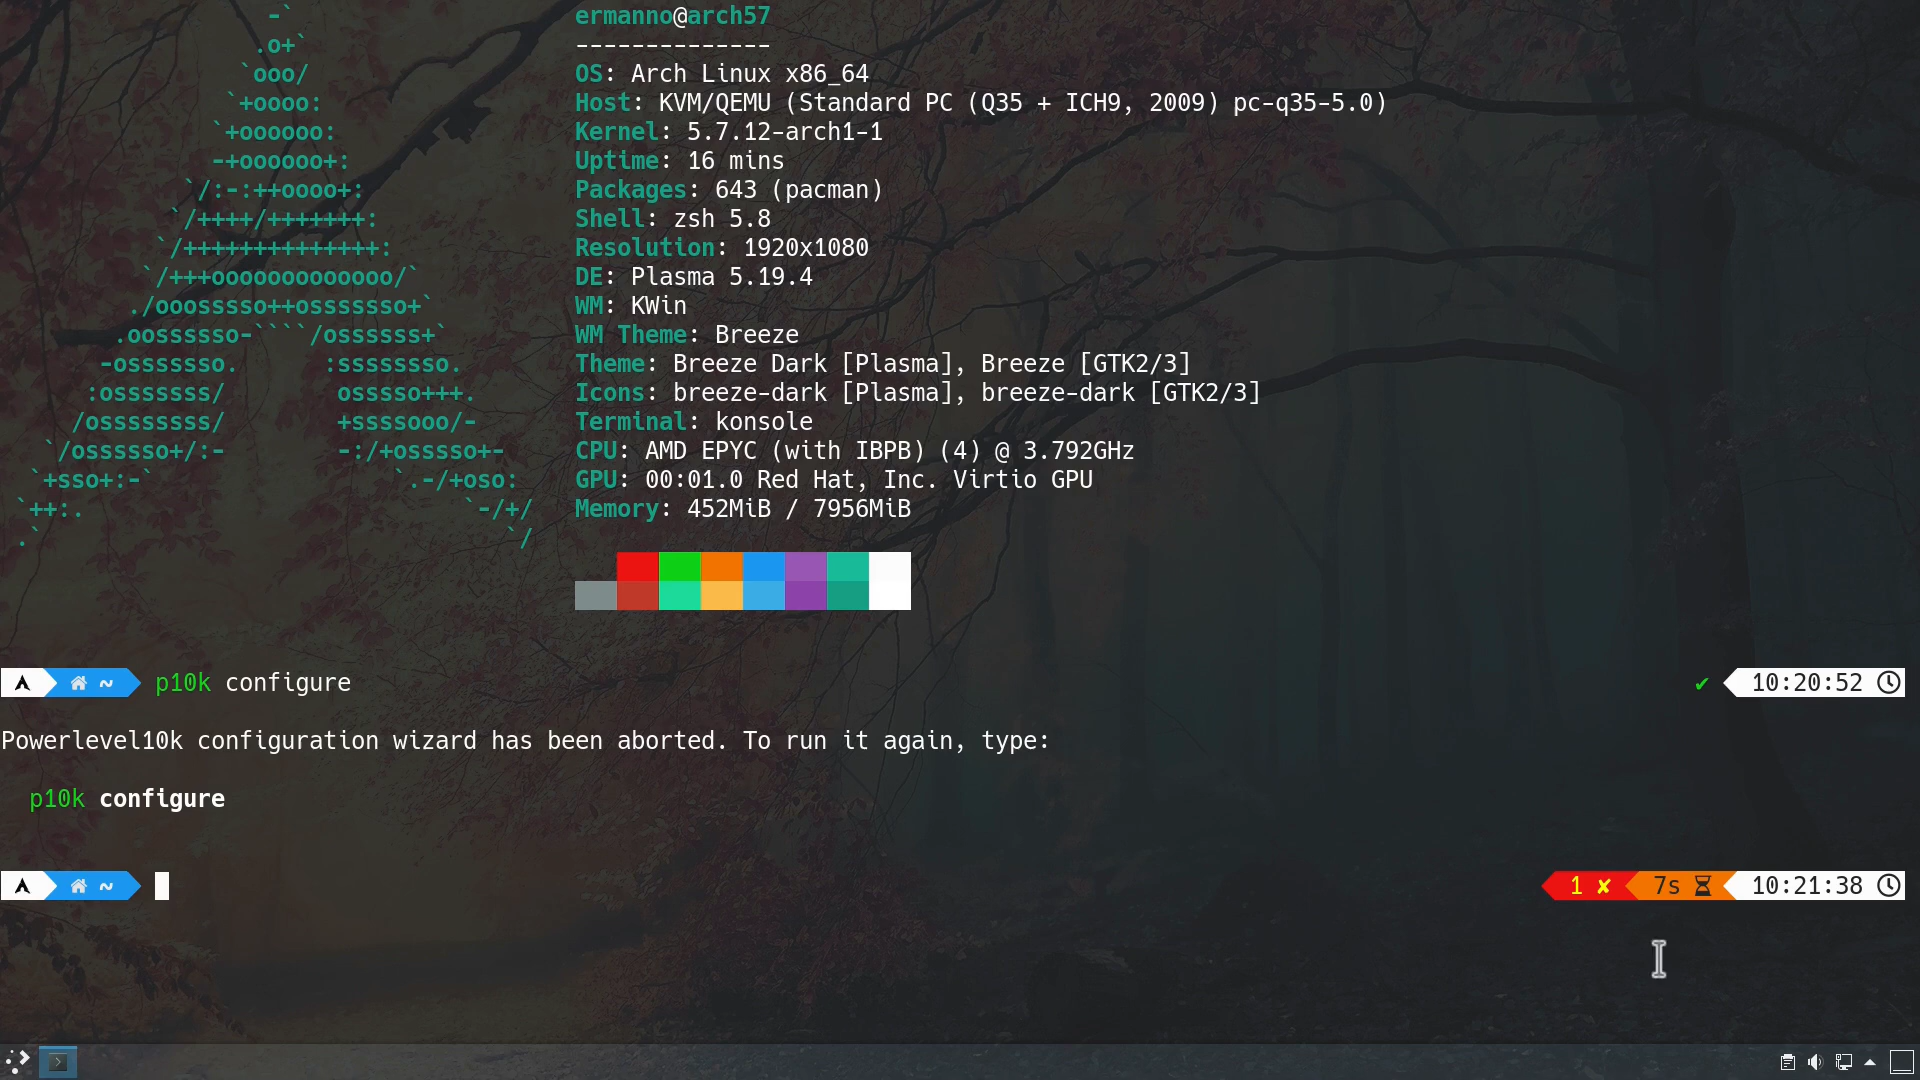 ermanno@arch57
--------------
OS: Arch Linux x86_64
Host: KVM/QEMU (Standard PC (Q35 + ICH9, 2009) pc-q35-5.0)
Kernel: 5.7.12-arch1-1
Uptime: 16 mins
Packages: 643 (pacman)
Shell: zsh 5.8
Resolution: 1920x1080
DE: Plasma 5.19.4
WM: KWin
WM Theme: Breeze
Theme: Breeze Dark [Plasma], Breeze [GTK2/3]
Icons: breeze-dark [Plasma], breeze-dark [GTK2/3]
Terminal: konsole
CPU: AMD EPYC (with IBPB) (4) @ 3.792GHz
GPU: 00:01.0 Red Hat, Inc. Virtio GPU
Memory: 452MiB / 7956MiB
~ p10k configure ✔ 10:20:52
Powerlevel10k configuration wizard has been aborted. To run it again, type:
p10k configure
~ 1 ✘ 7s 10:21:38